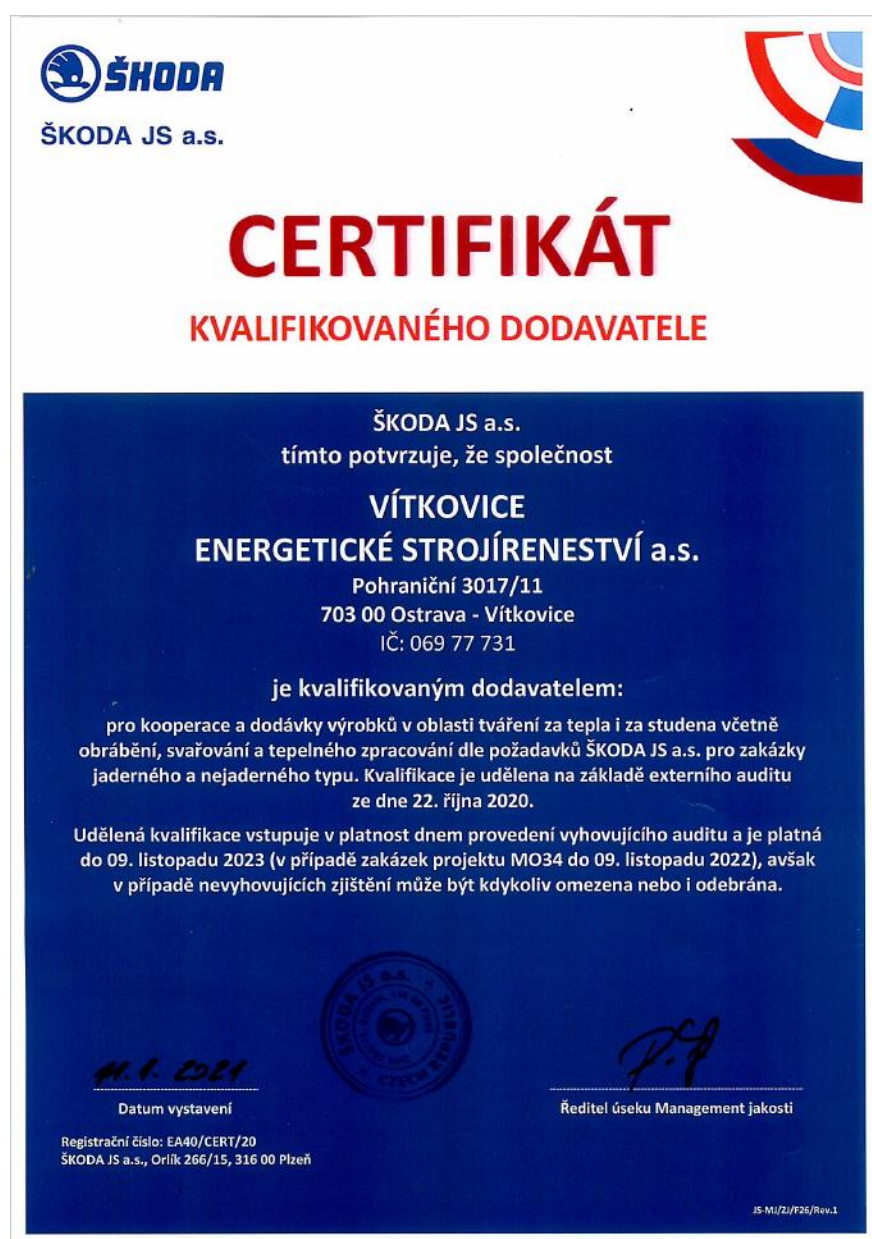 ŠKODA
ŠKODA JS a.s.
CERTIFIKÁT
KVALIFIKOVANÉHO DODAVATELE
ŠKODA JS a.s.
tímto potvrzuje, že společnost
VÍTKOVICE
ENERGETICKÉ STROJÍRENESTVÍ a.s.
Pohraniční 3017/11
703 00 Ostrava - Vítkovice
IČ: 069 77 731
je kvalifikovaným dodavatelem:
pro kooperace a dodávky výrobků v oblasti tváření za tepla i za studena včetně
obrábění, svařování a tepelného zpracování dle požadavků ŠKODA JS a.s. pro zakázky
jaderného a nejaderného typu. Kvalifikace je udělena na základě externího auditu
ze dne 22. října 2020.
Udělená kvalifikace vstupuje v platnost dnem provedení vyhovujícího auditu a je platná
do 09. listopadu 2023 (v případě zakázek projektu MO34 do 09. listopadu 2022), avšak
v případě nevyhovujících zjištění může být kdykoliv omezena nebo i odebrána.
ŠKODA JS a.s.
CZECH REPUBLIC
11.1.2021
Datum vystavení
Ředitel úseku Management jakosti
Registrační číslo: EA40/CERT/20
ŠKODA JS a.s., Orlík 266/15, 316 00 Plzeň
JS-MJ/ZJ/F26/Rev.1